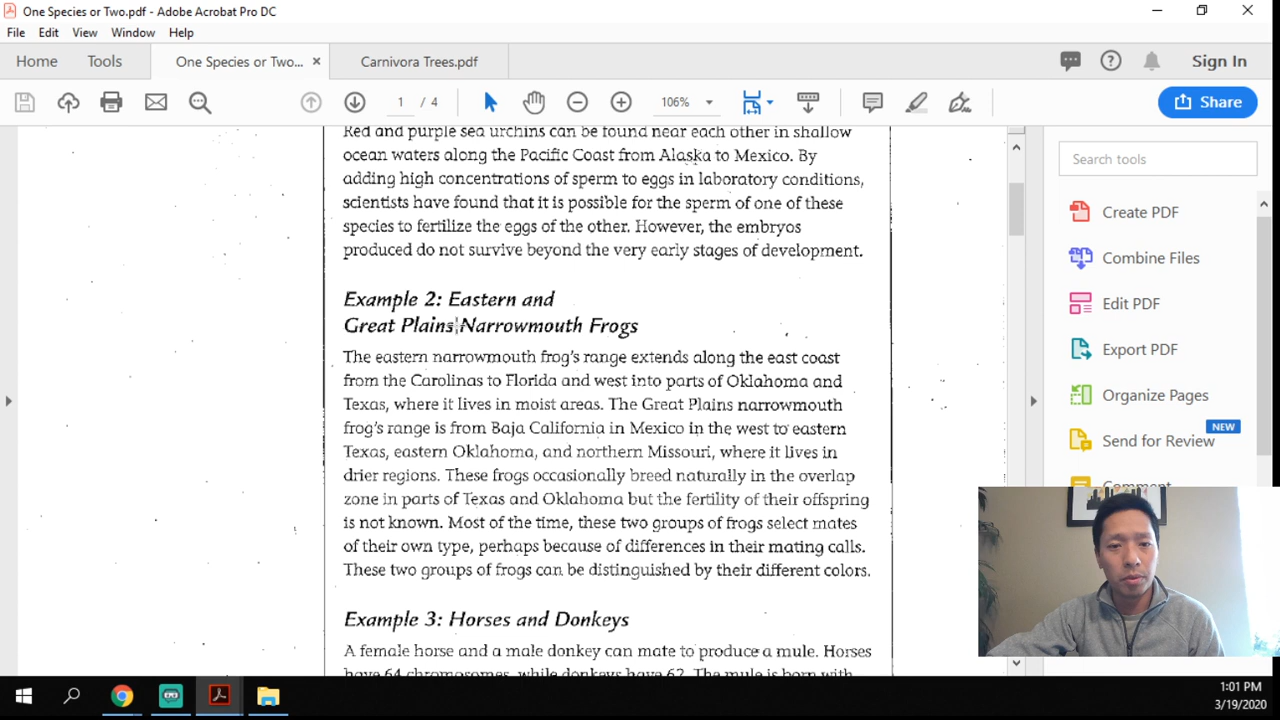 One Species or Two.pdf - Adobe Acrobat Pro DC
File Edit View Window Help
Home Tools One Species or Two... × Carnivora Trees.pdf Sign In
1 / 4 106% Share
Red and purple sea urchins can be found near each other in shallow
ocean waters along the Pacific Coast from Alaska to Mexico. By
adding high concentrations of sperm to eggs in laboratory conditions,
scientists have found that it is possible for the sperm of one of these
species to fertilize the eggs of the other. However, the embryos
produced do not survive beyond the very early stages of development.
Example 2: Eastern and
Great Plains Narrowmouth Frogs
The eastern narrowmouth frog's range extends along the east coast
from the Carolinas to Florida and west into parts of Oklahoma and
Texas, where it lives in moist areas. The Great Plains narrowmouth
frog's range is from Baja California in Mexico in the west to eastern
Texas, eastern Oklahoma, and northern Missouri, where it lives in
drier regions. These frogs occasionally breed naturally in the overlap
zone in parts of Texas and Oklahoma but the fertility of their offspring
is not known. Most of the time, these two groups of frogs select mates
of their own type, perhaps because of differences in their mating calls.
These two groups of frogs can be distinguished by their different colors.
Example 3: Horses and Donkeys
A female horse and a male donkey can mate to produce a mule. Horses
have 64 chromosomes, while donkeys have 62. The mule is born with
Search tools
Create PDF
Combine Files
Edit PDF
Export PDF
Organize Pages
NEW
Send for Review
Comment
1:01 PM
3/19/2020